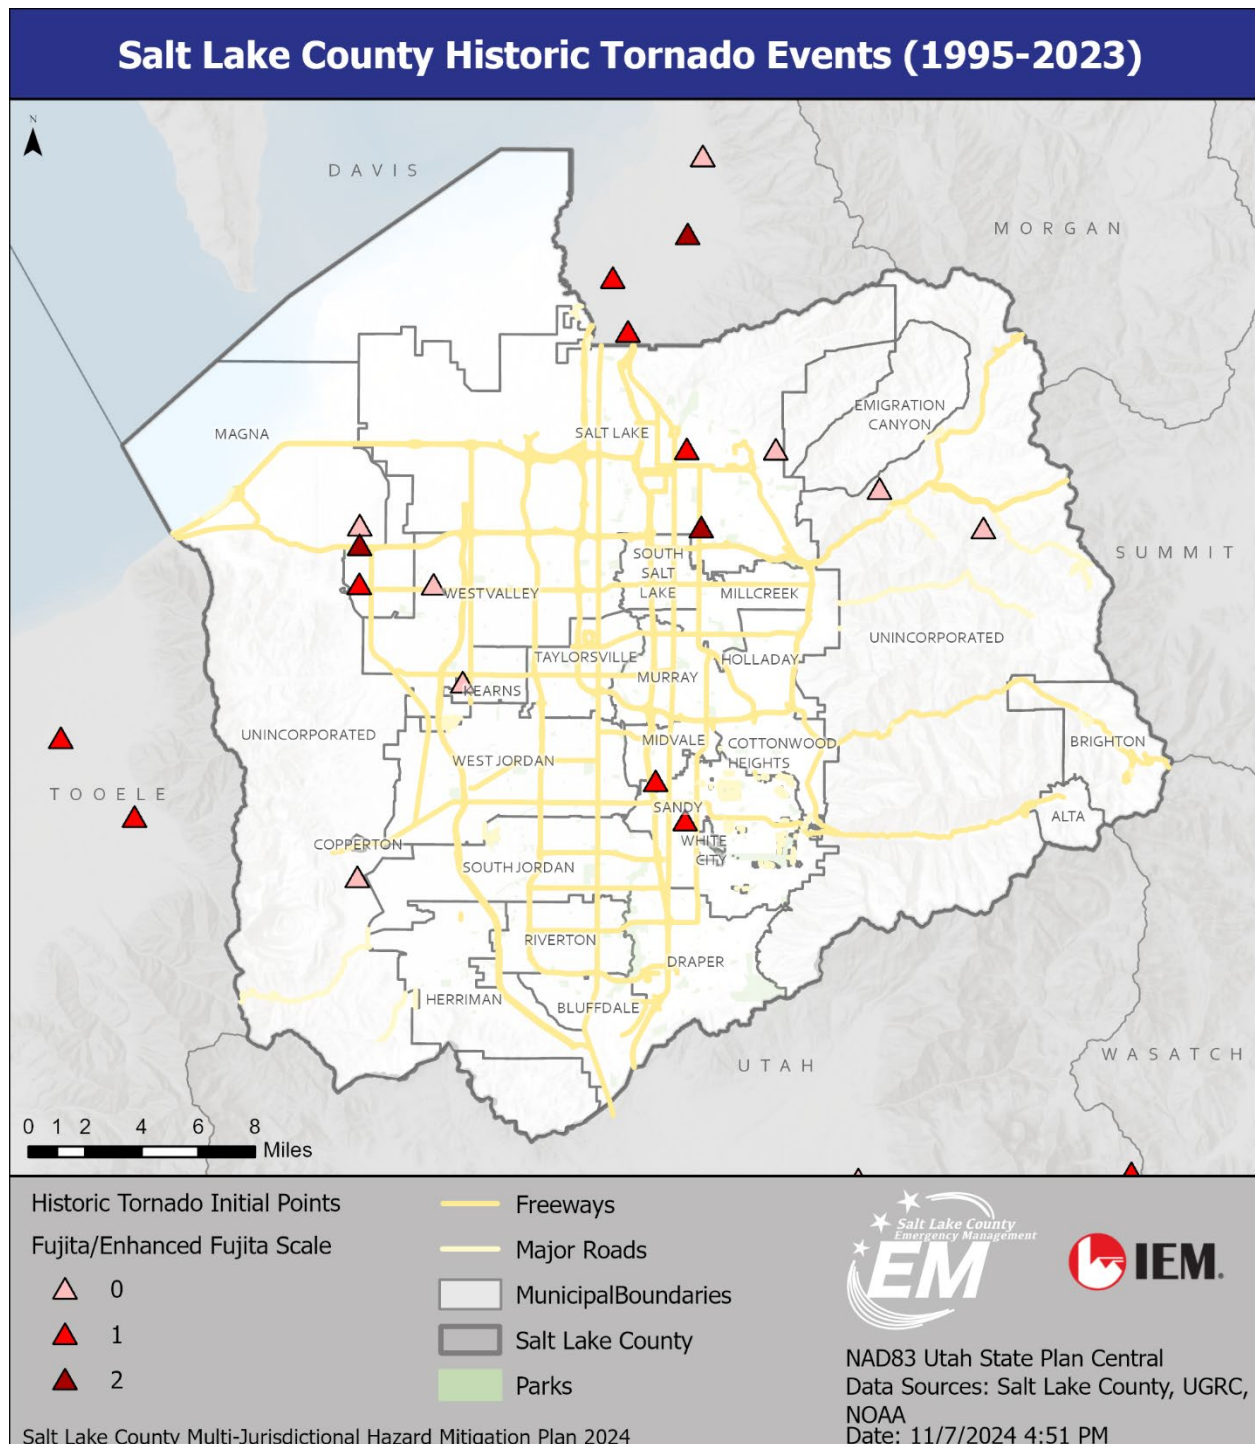 Salt Lake County Historic Tornado Events (1995-2023)
N
DAVIS
MORGAN
EMIGRATION
CANYON
MAGNA
SALT LAKE
SUMMIT
SOUTH
SALT
LAKE
WEST VALLEY
MILLCREEK
UNINCORPORATED
TAYLORSVILLE
HOLLADAY
MURRAY
KEARNS
UNINCORPORATED
MIDVALE
COTTONWOOD
HEIGHTS
BRIGHTON
WEST JORDAN
TOOELE
SANDY
ALTA
COPPERTON
WHITE
CITY
SOUTH JORDAN
RIVERTON
DRAPER
HERRIMAN
BLUFFDALE
UTAH
WASATCH
0 1 2 4 6 8
Miles
Historic Tornado Initial Points
Fujita/Enhanced Fujita Scale
0
1
2
Freeways
Major Roads
MunicipalBoundaries
Salt Lake County
Parks
Salt Lake County
Emergency Management
EM
IEM.
NAD83 Utah State Plan Central
Data Sources: Salt Lake County, UGRC,
NOAA
Date: 11/7/2024 4:51 PM
Salt Lake County Multi-Jurisdictional Hazard Mitigation Plan 2024